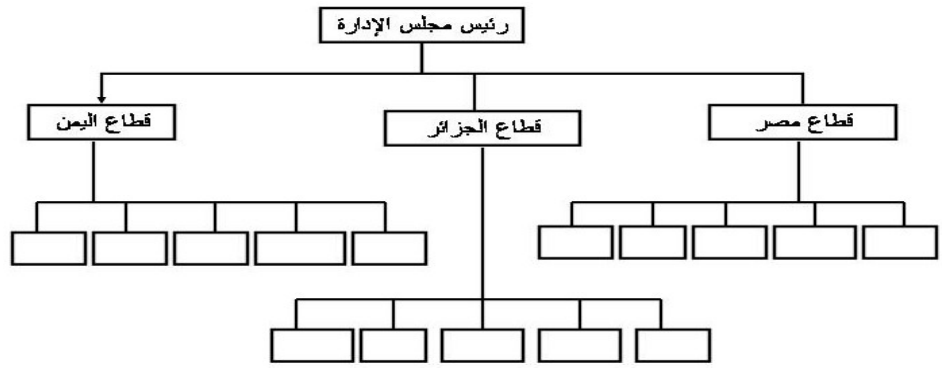 رئيس مجلس الإدارة
قطاع مصر
قطاع الجزائر
قطاع اليمن